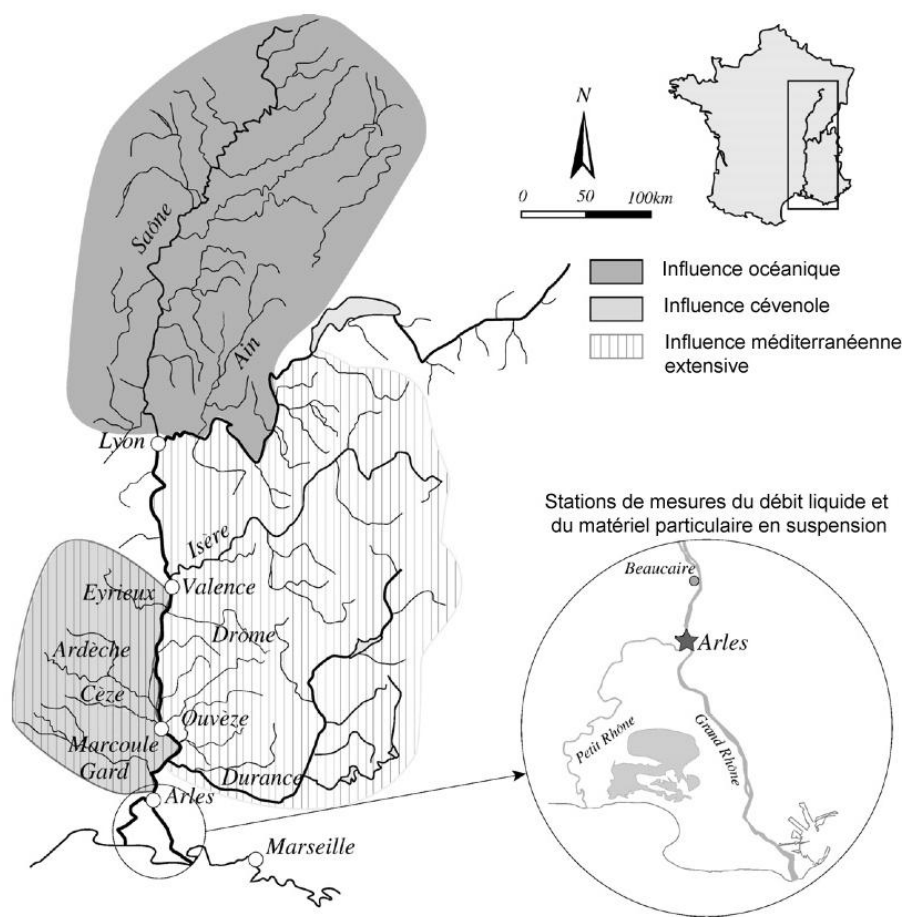 N
0 50 100km
Influence océanique
Influence cévenole
Influence méditerranéenne
extensive
Saône
Ain
Lyon
Isère
Valence
Eyrieux
Drôme
Ardèche
Cèze
Ouvèze
Marcoule
Gard
Durance
Arles
Marseille
Stations de mesures du débit liquide et
du matériel particulaire en suspension
Beaucaire
Arles
Petit Rhône
Grand Rhône